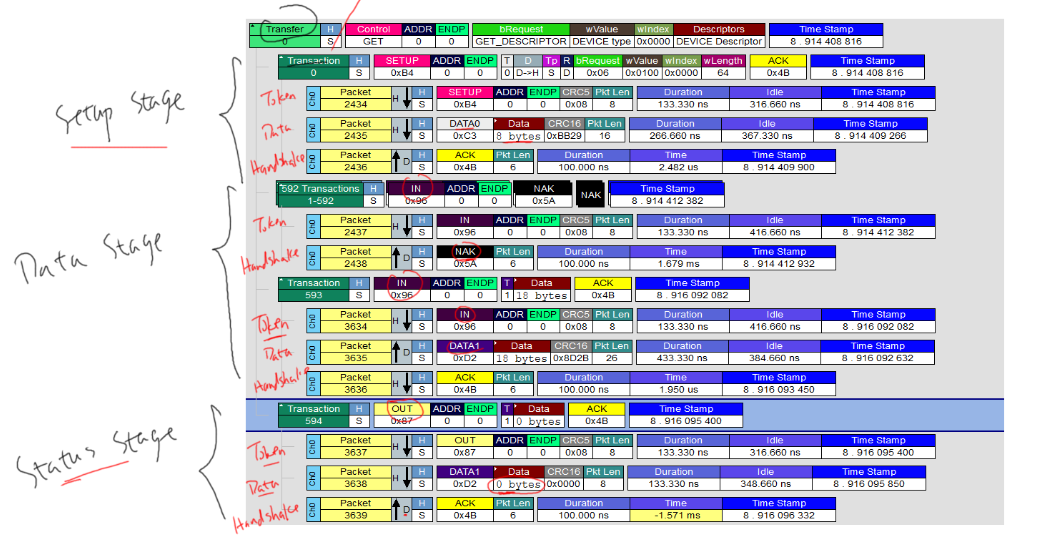 Transfer H Control ADDR ENDP bRequest wValue wIndex Descriptors Time Stamp
0 S GET 0 0 GET_DESCRIPTOR DEVICE type 0x0000 DEVICE Descriptor 8 . 914 408 816
Transaction H SETUP ADDR ENDP T D Tp R bRequest wValue wIndex wLength ACK Time Stamp
0 S 0xB4 0 0 0 D->H S D 0x06 0x0100 0x0000 64 0x4B 8 . 914 408 816
Setup Stage
Token Ch0 Packet H H SETUP ADDR ENDP CRC5 Pkt Len Duration Idle Time Stamp
2434 S 0xB4 0 0 0x08 8 133.330 ns 316.660 ns 8 . 914 408 816
Data Ch0 Packet H H DATA0 Data CRC16 Pkt Len Duration Idle Time Stamp
2435 S 0xC3 8 bytes 0xBB29 16 266.660 ns 367.330 ns 8 . 914 409 266
Handshake Ch0 Packet D H ACK Pkt Len Duration Time Time Stamp
2436 S 0x4B 6 100.000 ns 2.482 us 8 . 914 409 900
592 Transactions H IN ADDR ENDP NAK NAK Time Stamp
1-592 S 0x96 0 0 0x5A 8 . 914 412 382
Data Stage
Token Ch0 Packet H H IN ADDR ENDP CRC5 Pkt Len Duration Idle Time Stamp
2437 S 0x96 0 0 0x08 8 133.330 ns 416.660 ns 8 . 914 412 382
Handshake Ch0 Packet D H NAK Pkt Len Duration Time Time Stamp
2438 S 0x5A 6 100.000 ns 1.679 ms 8 . 914 412 932
Transaction H IN ADDR ENDP T Data ACK Time Stamp
593 S 0x96 0 0 1 18 bytes 0x4B 8 . 916 092 082
Token Ch0 Packet H H IN ADDR ENDP CRC5 Pkt Len Duration Idle Time Stamp
3634 S 0x96 0 0 0x08 8 133.330 ns 416.660 ns 8 . 916 092 082
Data Ch0 Packet D H DATA1 Data CRC16 Pkt Len Duration Idle Time Stamp
3635 S 0xD2 18 bytes 0x8D2B 26 433.330 ns 384.660 ns 8 . 916 092 632
Handshake Ch0 Packet H H ACK Pkt Len Duration Time Time Stamp
3636 S 0x4B 6 100.000 ns 1.950 us 8 . 916 093 450
Transaction H OUT ADDR ENDP T Data ACK Time Stamp
594 S 0x87 0 0 1 0 bytes 0x4B 8 . 916 095 400
Status Stage
Token Ch0 Packet H H OUT ADDR ENDP CRC5 Pkt Len Duration Idle Time Stamp
3637 S 0x87 0 0 0x08 8 133.330 ns 316.660 ns 8 . 916 095 400
Data Ch0 Packet H H DATA1 Data CRC16 Pkt Len Duration Idle Time Stamp
3638 S 0xD2 0 bytes 0x0000 8 133.330 ns 348.660 ns 8 . 916 095 850
Handshake Ch0 Packet D H ACK Pkt Len Duration Time Time Stamp
3639 S 0x4B 6 100.000 ns -1.571 ms 8 . 916 096 332